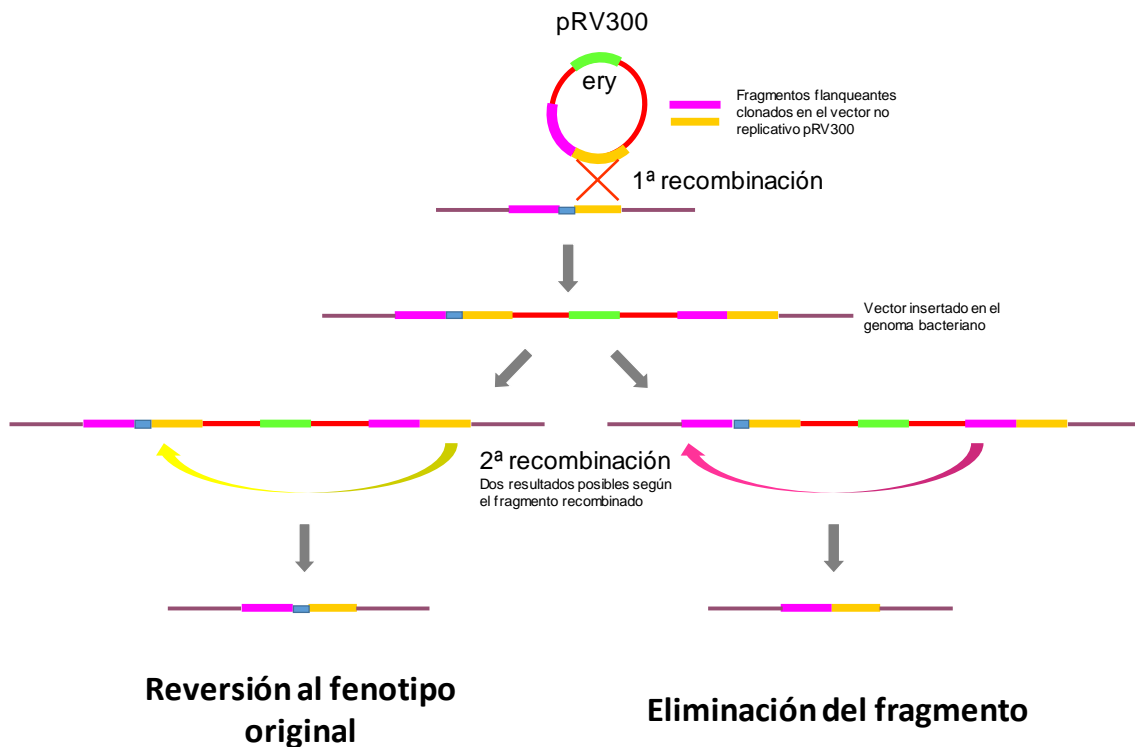 pRV300
ery
Fragmentos flanqueantes
clonados en el vector no
replicativo pRV300
1ª recombinación
Vector insertado en el
genoma bacteriano
2ª recombinación
Dos resultados posibles según
el fragmento recombinado
Reversión al fenotipo
original
Eliminación del fragmento